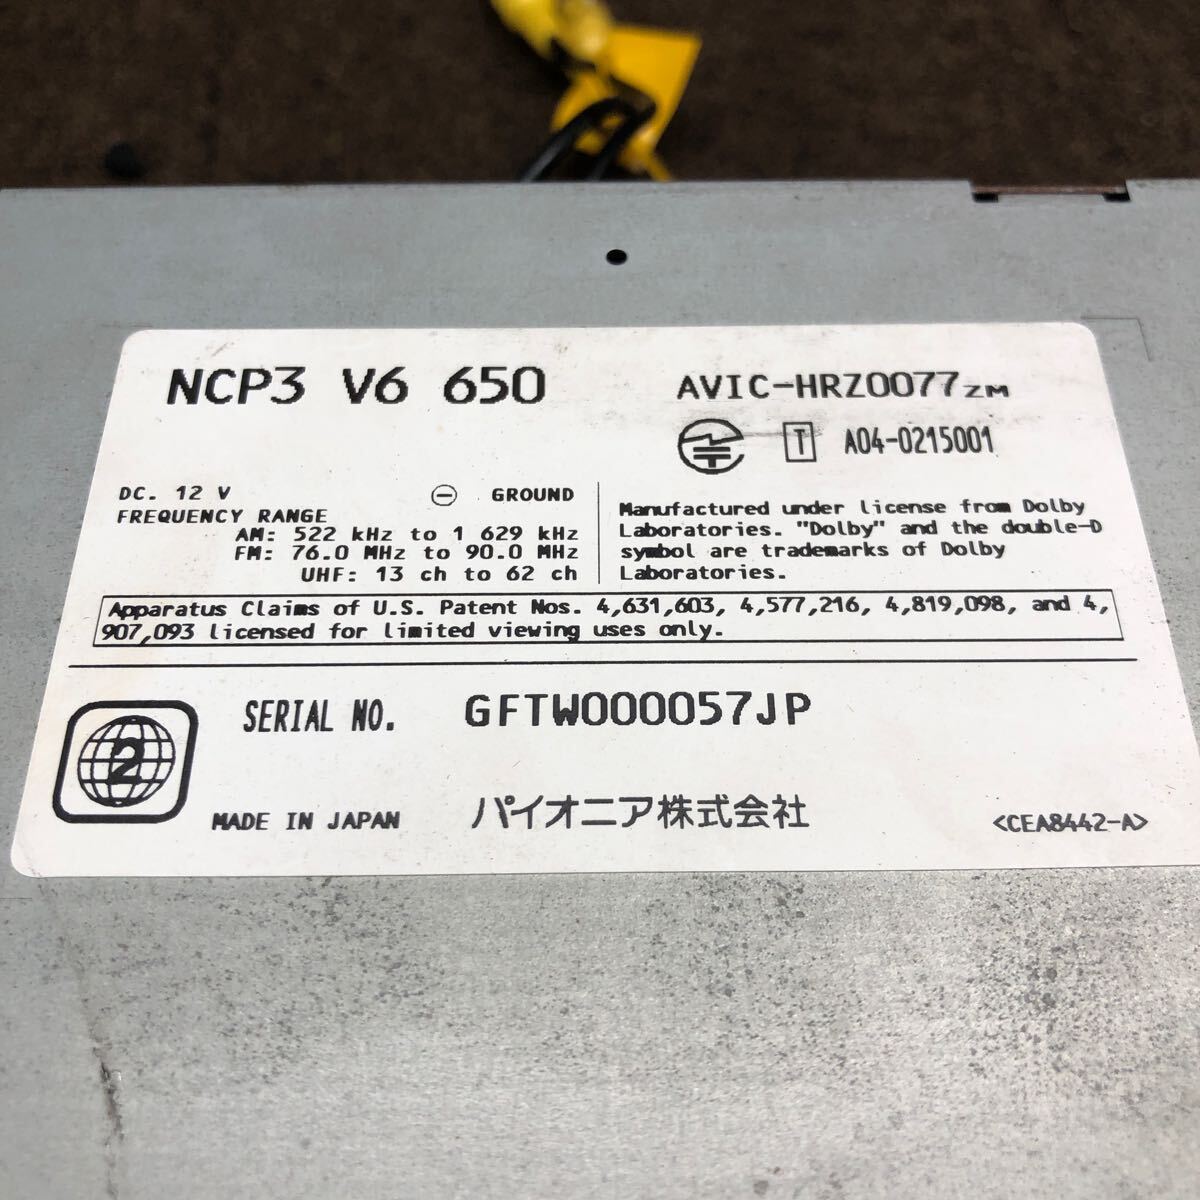 NCP3 V6 650
AVIC-HRZ0077ZM
T A04-0215001
DC. 12 V ⊖ GROUND
FREQUENCY RANGE
AM: 522 kHz to 1 629 kHz
FM: 76.0 MHz to 90.0 MHz
UHF: 13 ch to 62 ch
Manufactured under license from Dolby
Laboratories. "Dolby" and the double-D
symbol are trademarks of Dolby
Laboratories.
Apparatus Claims of U.S. Patent Nos. 4,631,603, 4,577,216, 4,819,098, and 4,
907,093 licensed for limited viewing uses only.
2
SERIAL NO. GFTW000057JP
MADE IN JAPAN パイオニア株式会社 <CEA8442-A>